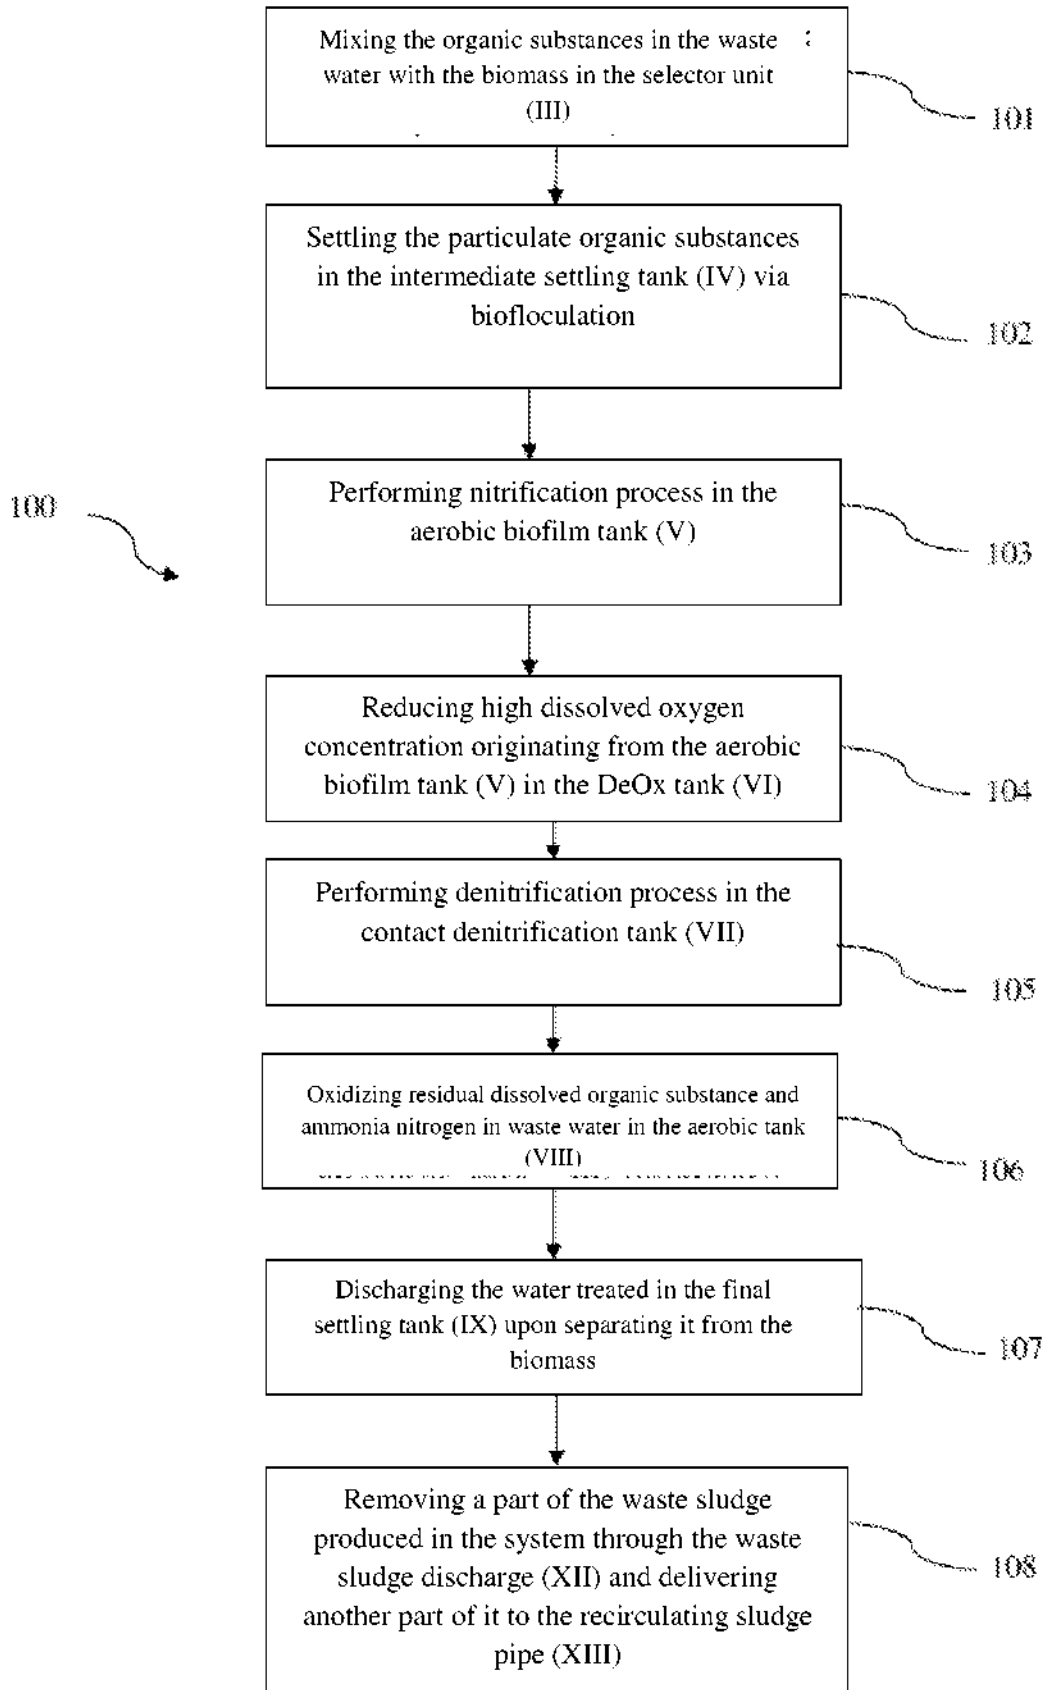 Mixing the organic substances in the waste
water with the biomass in the selector unit
(III)
101
Settling the particulate organic substances
in the intermediate settling tank (IV) via
biofloculation
102
Performing nitrification process in the
aerobic biofilm tank (V)
103
100
Reducing high dissolved oxygen
concentration originating from the aerobic
biofilm tank (V) in the DeOx tank (VI)
104
Performing denitrification process in the
contact denitrification tank (VII)
105
Oxidizing residual dissolved organic substance and
ammonia nitrogen in waste water in the aerobic tank
(VIII)
106
Discharging the water treated in the final
settling tank (IX) upon separating it from the
biomass
107
Removing a part of the waste sludge
produced in the system through the waste
sludge discharge (XII) and delivering
another part of it to the recirculating sludge
pipe (XIII)
108